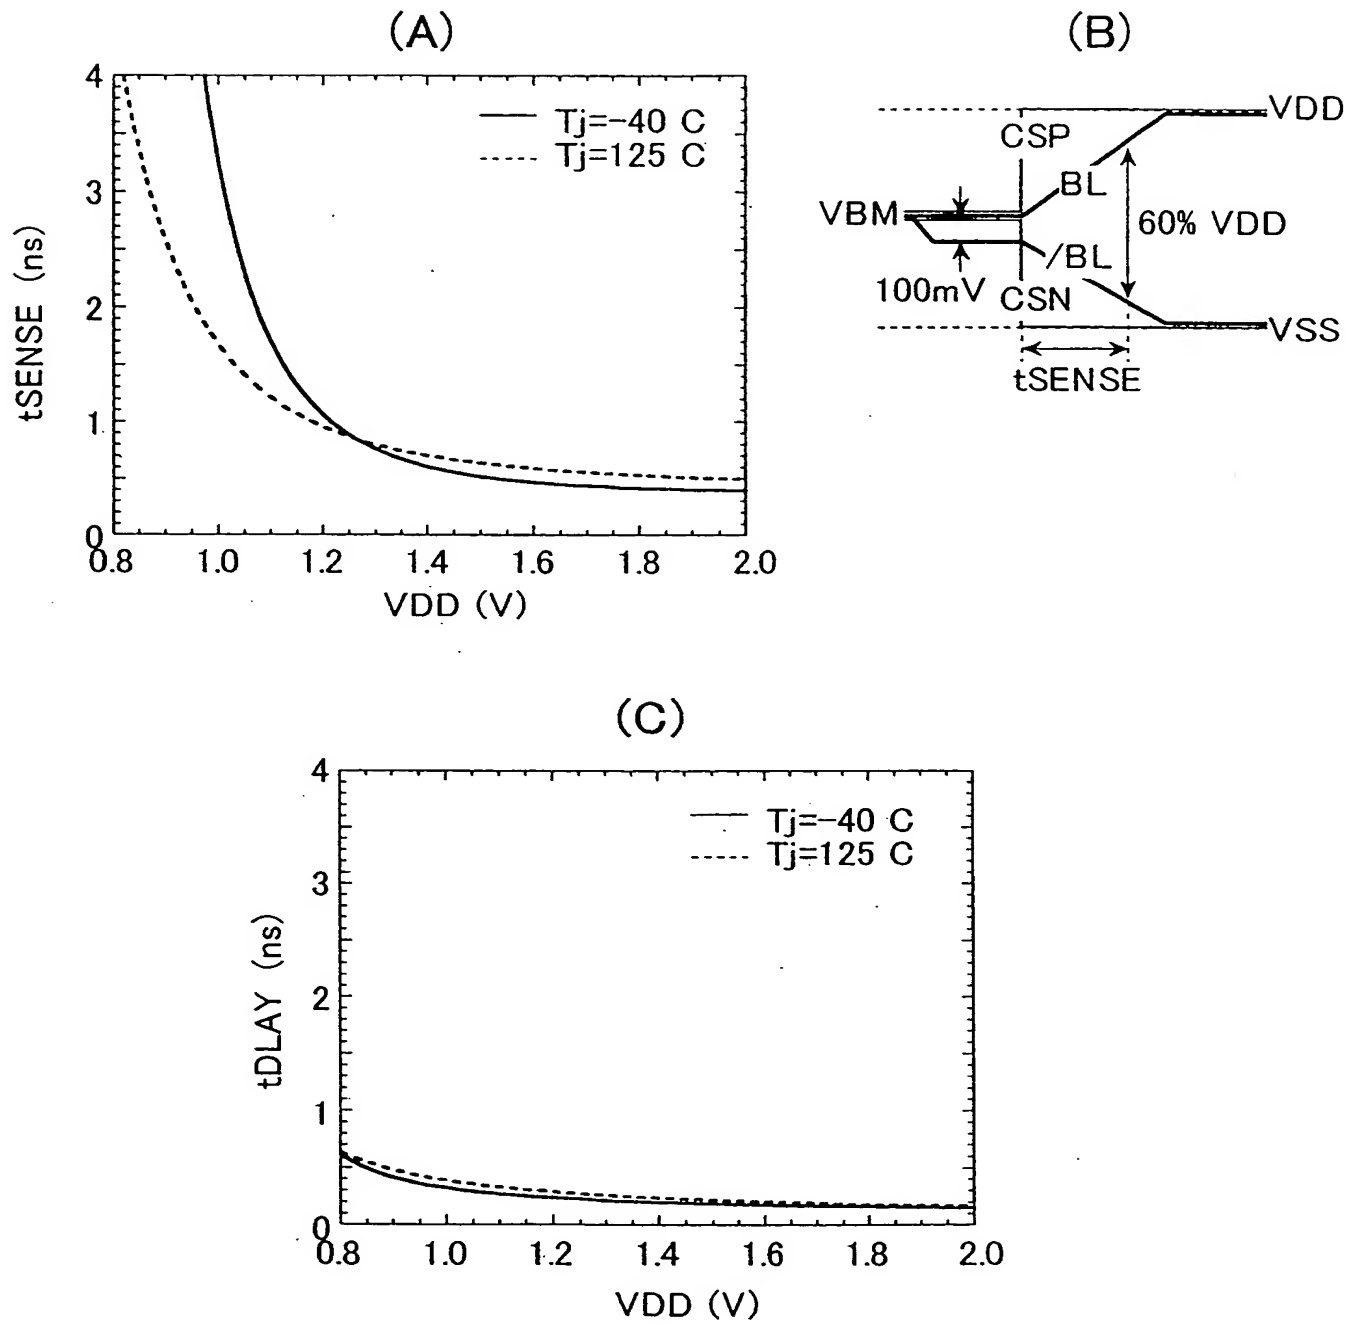 (A)
4
3
2
1
0
tSENSE (ns)
Tj=-40 C
Tj=125 C
0.8 1.0 1.2 1.4 1.6 1.8 2.0
VDD (V)
(B)
VDD
CSP
BL
VBM
60% VDD
/BL
100mV
CSN
VSS
tSENSE
(C)
4
3
2
1
0
tDLAY (ns)
Tj=-40 C
Tj=125 C
0.8 1.0 1.2 1.4 1.6 1.8 2.0
VDD (V)